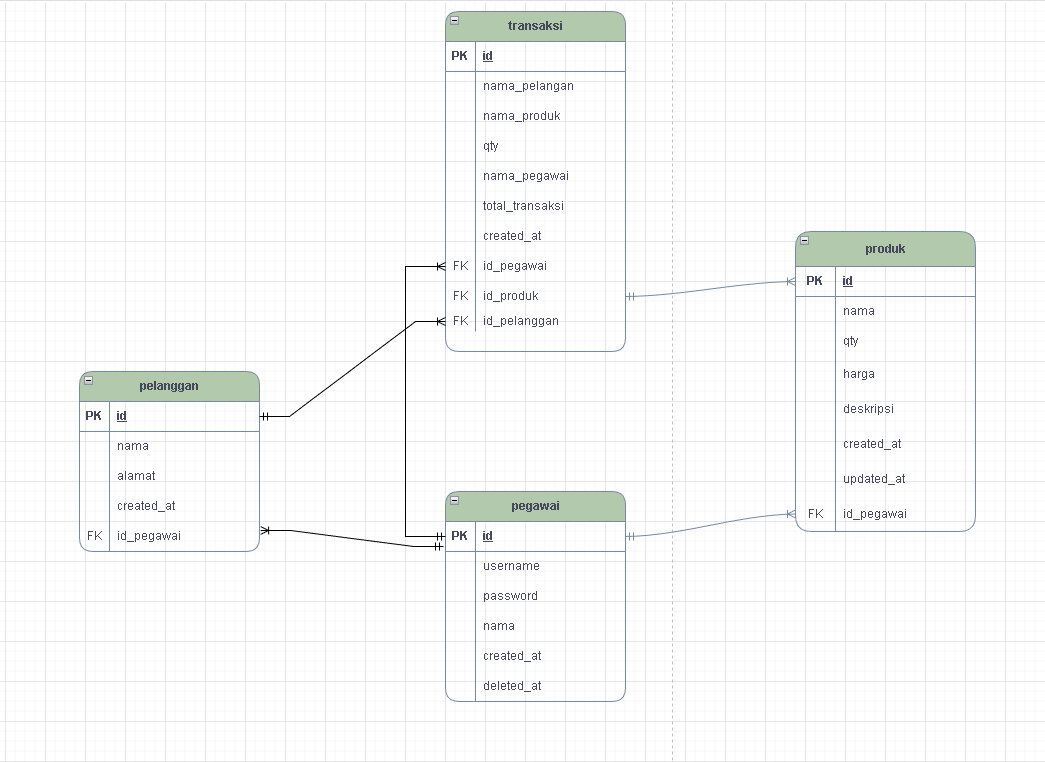 transaksi
PK id
nama_pelangan
nama_produk
qty
nama_pegawai
total_transaksi
created_at
FK id_pegawai
FK id_produk
FK id_pelanggan
produk
PK id
nama
qty
harga
deskripsi
created_at
updated_at
FK id_pegawai
pelanggan
PK id
nama
alamat
created_at
FK id_pegawai
pegawai
PK id
username
password
nama
created_at
deleted_at